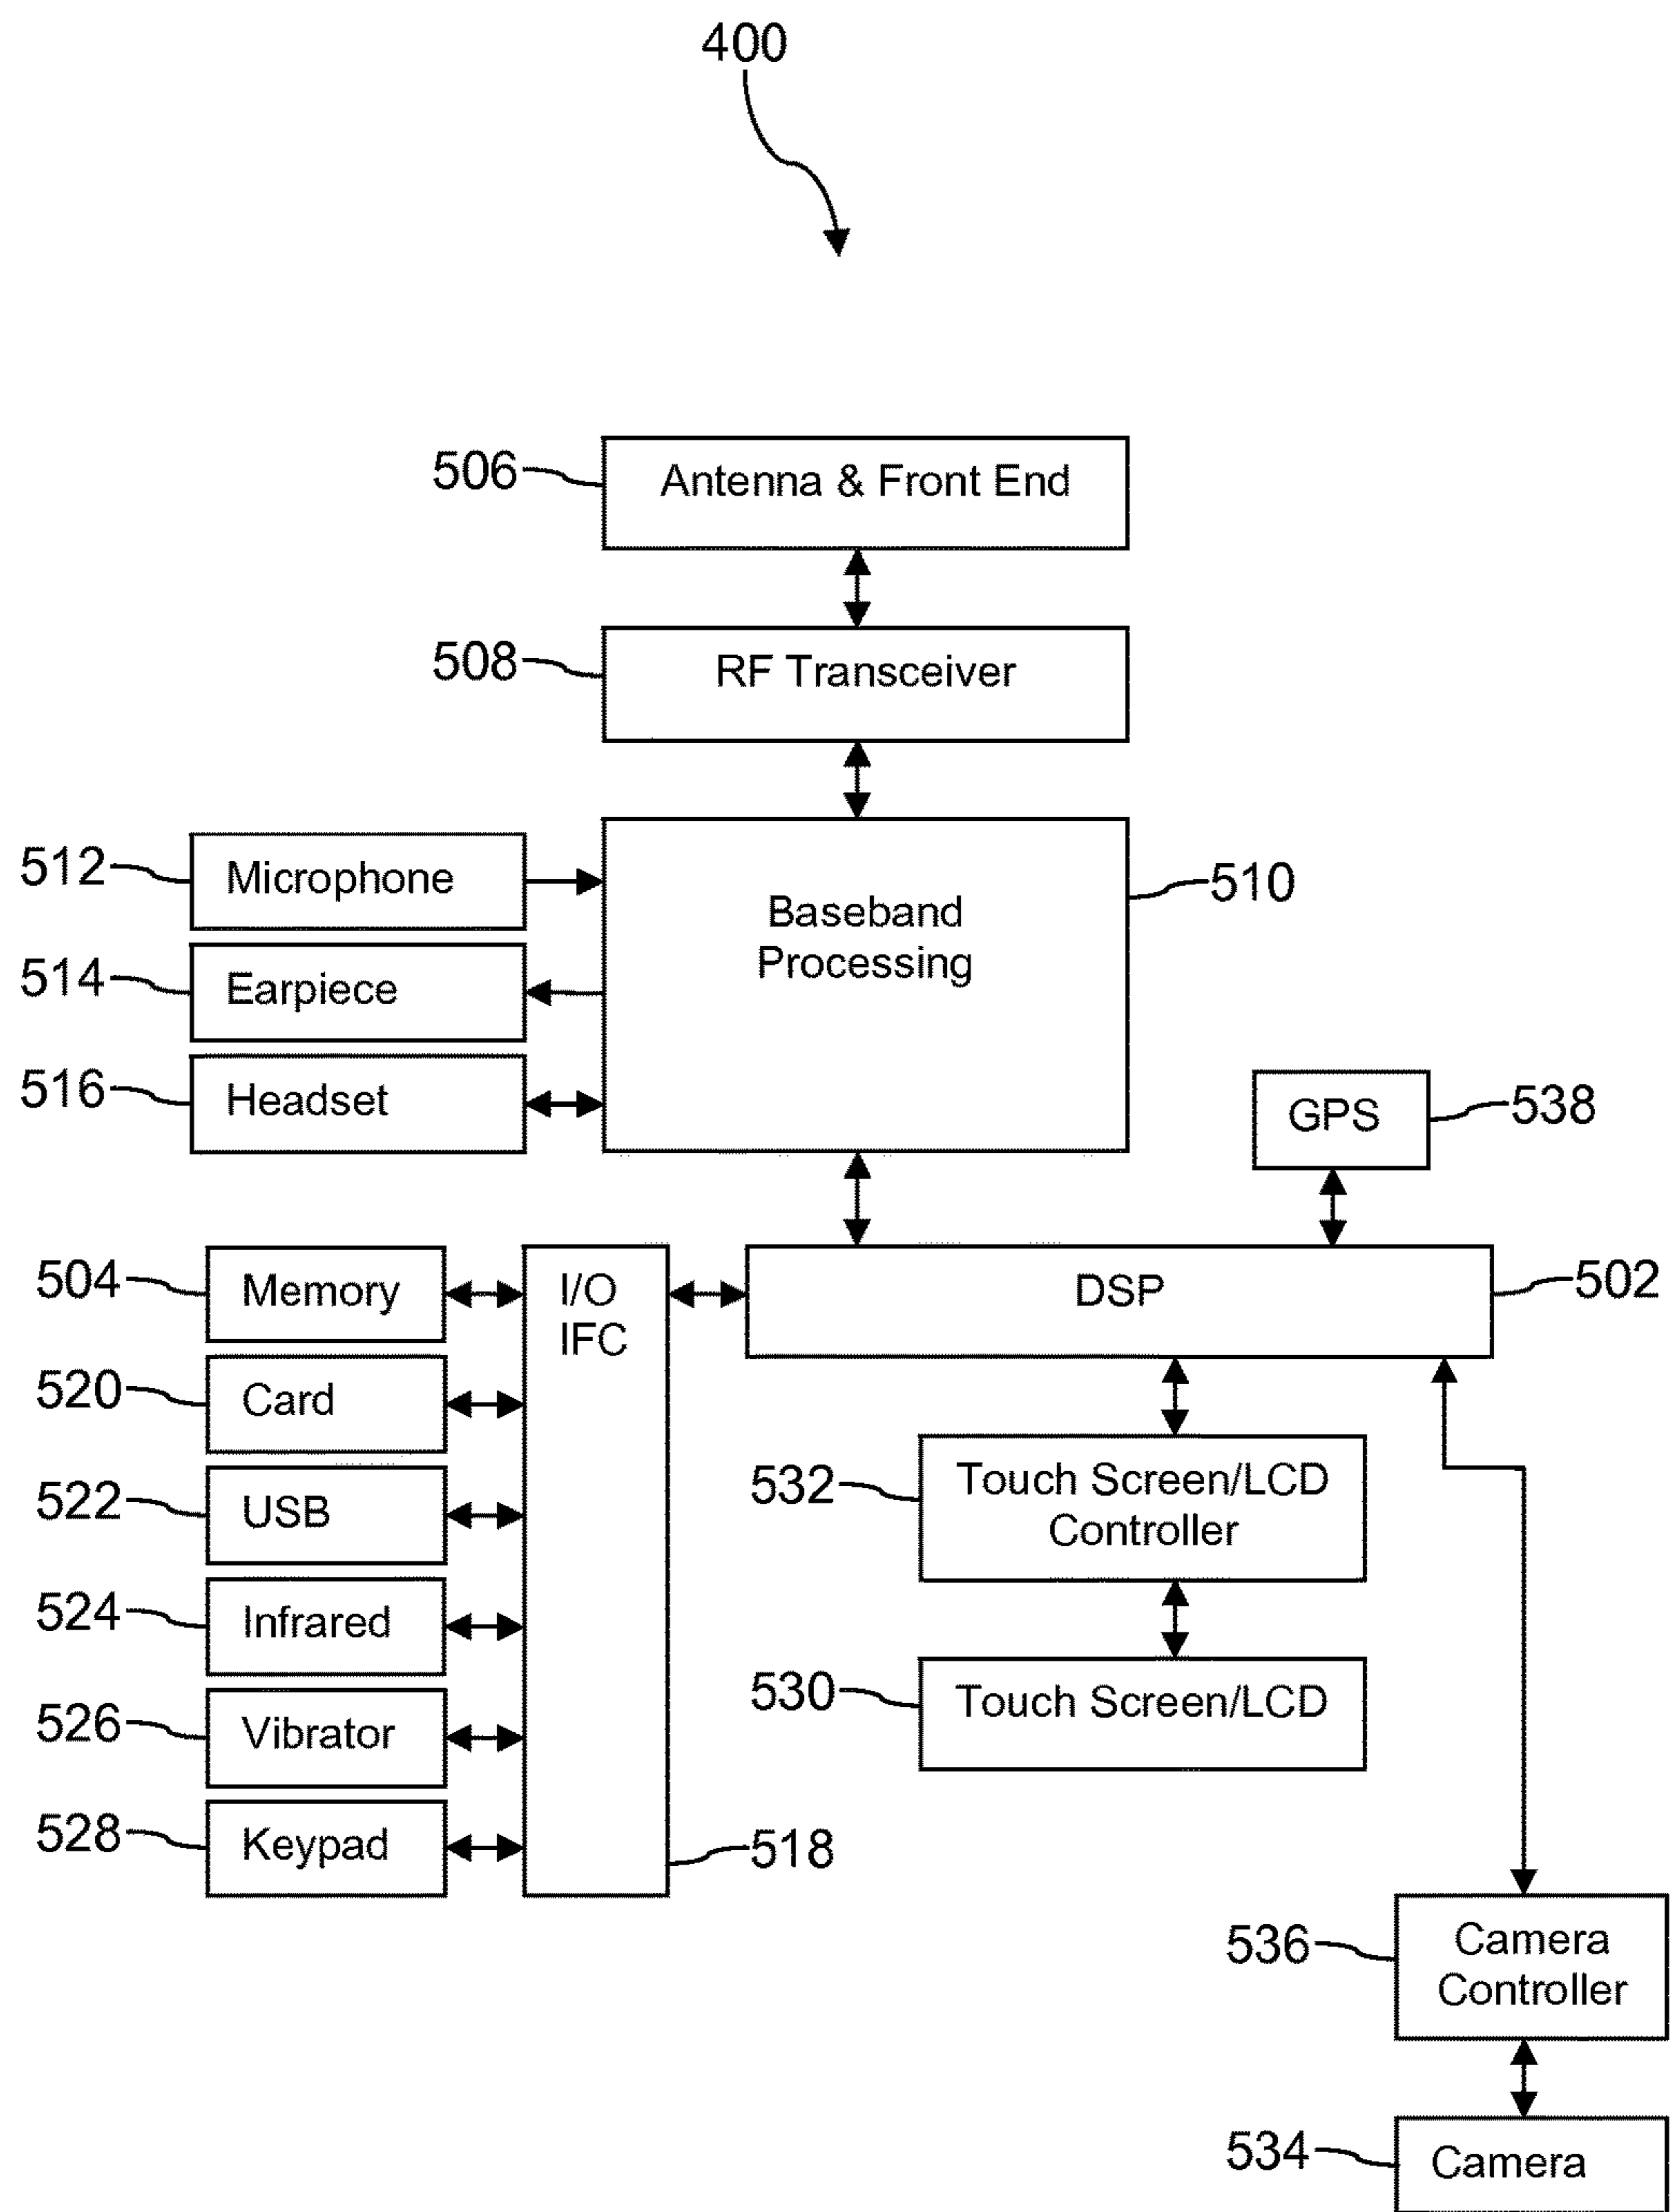 400
506
Antenna & Front End
508
RF Transceiver
512
Microphone
Baseband
Processing
510
514
Earpiece
516
Headset
GPS
538
504
Memory
I/O
IFC
DSP
502
520
Card
522
USB
532
Touch Screen/LCD
Controller
524
Infrared
526
Vibrator
530
Touch Screen/LCD
528
Keypad
518
536
Camera
Controller
534
Camera